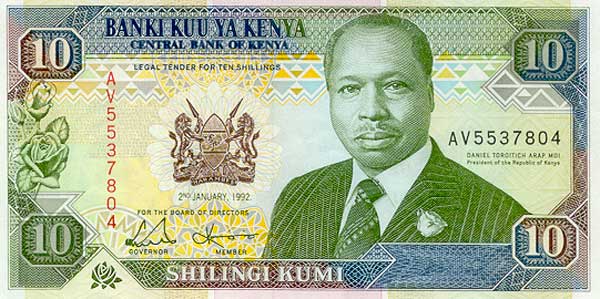 10
BANKI KUU YA KENYA
10
CENTRAL BANK OF KENYA
LEGAL TENDER FOR TEN SHILLINGS
AV5537804
AV5537804
DANIEL TOROITICH ARAP MOI
President of the Republic of Kenya
HARAMBEE
2ND JANUARY, 1992.
FOR THE BOARD OF DIRECTORS
GOVERNOR
MEMBER
10
SHILINGI KUMI
10